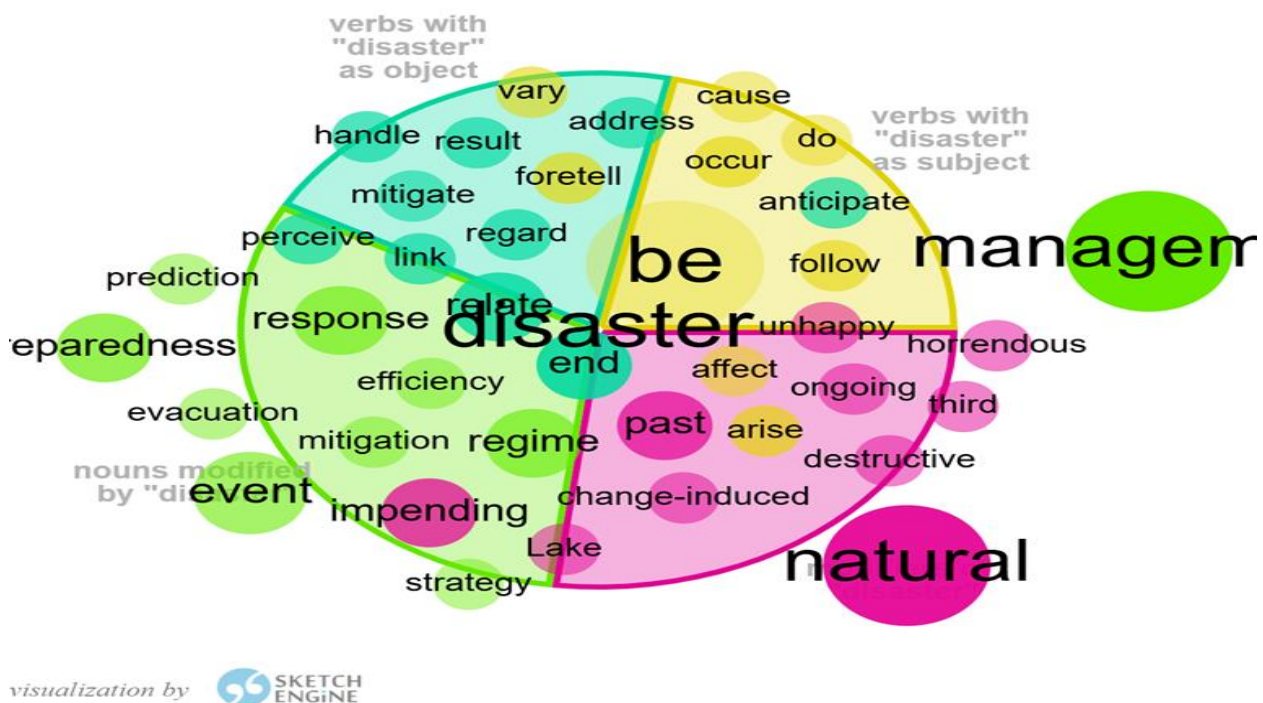 verbs with
"disaster"
as object
vary
cause
handle
result
address
do
verbs with
"disaster"
as subject
occur
mitigate
foretell
anticipate
perceive
link
regard
be
follow
managem
prediction
relate
response
disaster
unhappy
reparedness
end
horrendous
efficiency
affect
ongoing
third
evacuation
mitigation
regime
past
arise
destructive
nouns modified
by "di
event
impending
change-induced
Lake
natural
disaster"
strategy
visualization by
SKETCH
ENGINE